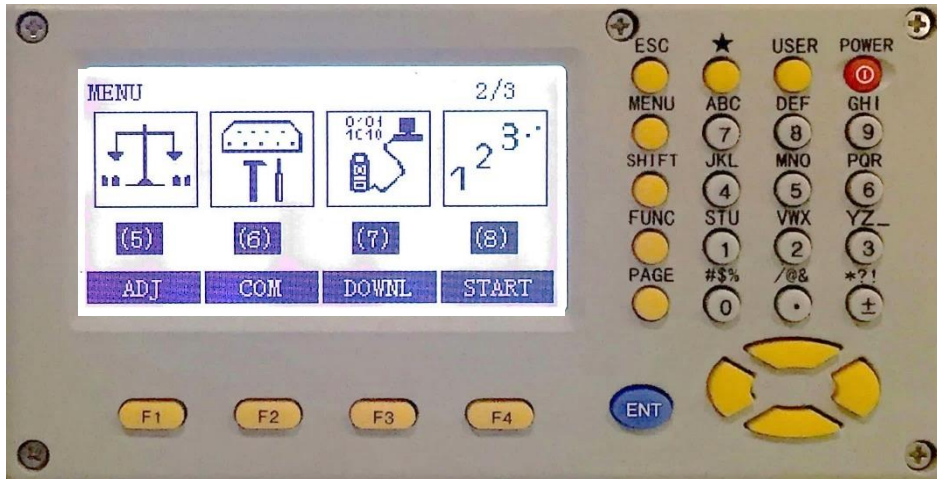 MENU 2/3
0101
1010
1 2 3
(5) (6) (7) (8)
ADJ COM DOWNL START
F1 F2 F3 F4
ESC ★ USER POWER
MENU ABC DEF GHI
7 8 9
SHIFT JKL MNO PQR
4 5 6
FUNC STU VWX YZ_
1 2 3
PAGE #$% /@& *?!
0 • ±
ENT